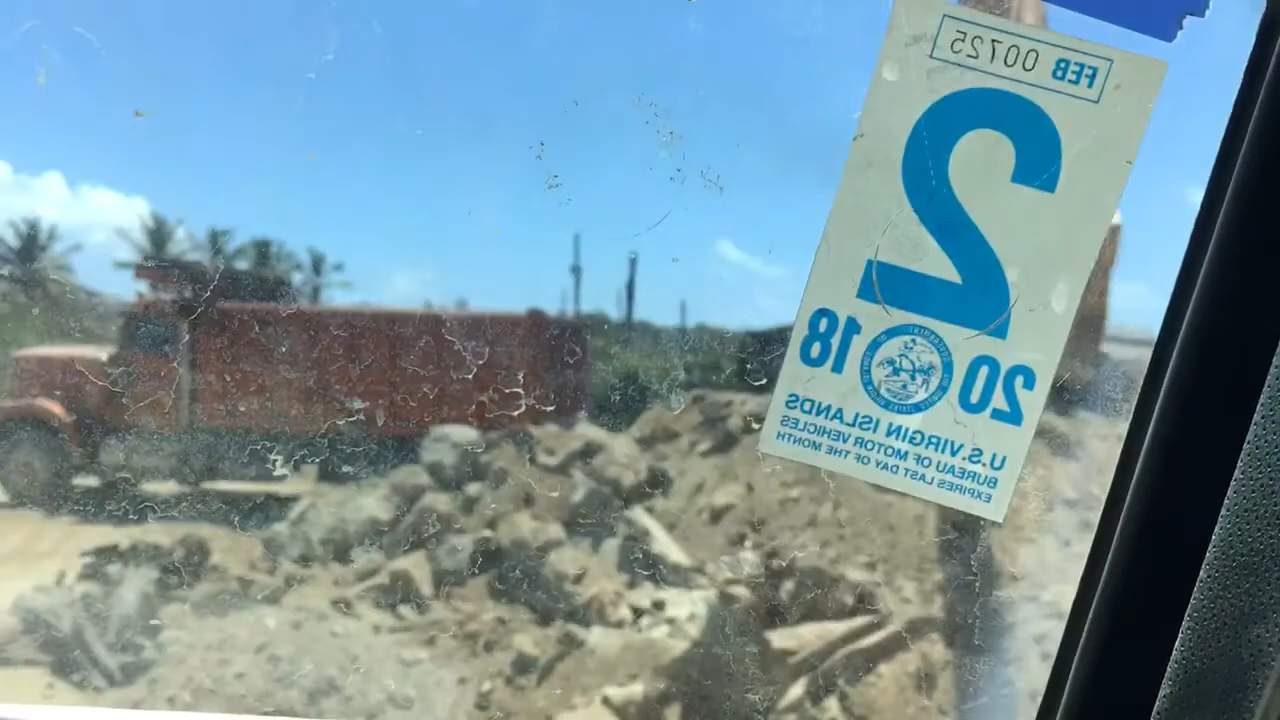 FEB 00725
2
20 18
U.S. VIRGIN ISLANDS
BUREAU OF MOTOR VEHICLES
EXPIRES LAST DAY OF THE MONTH